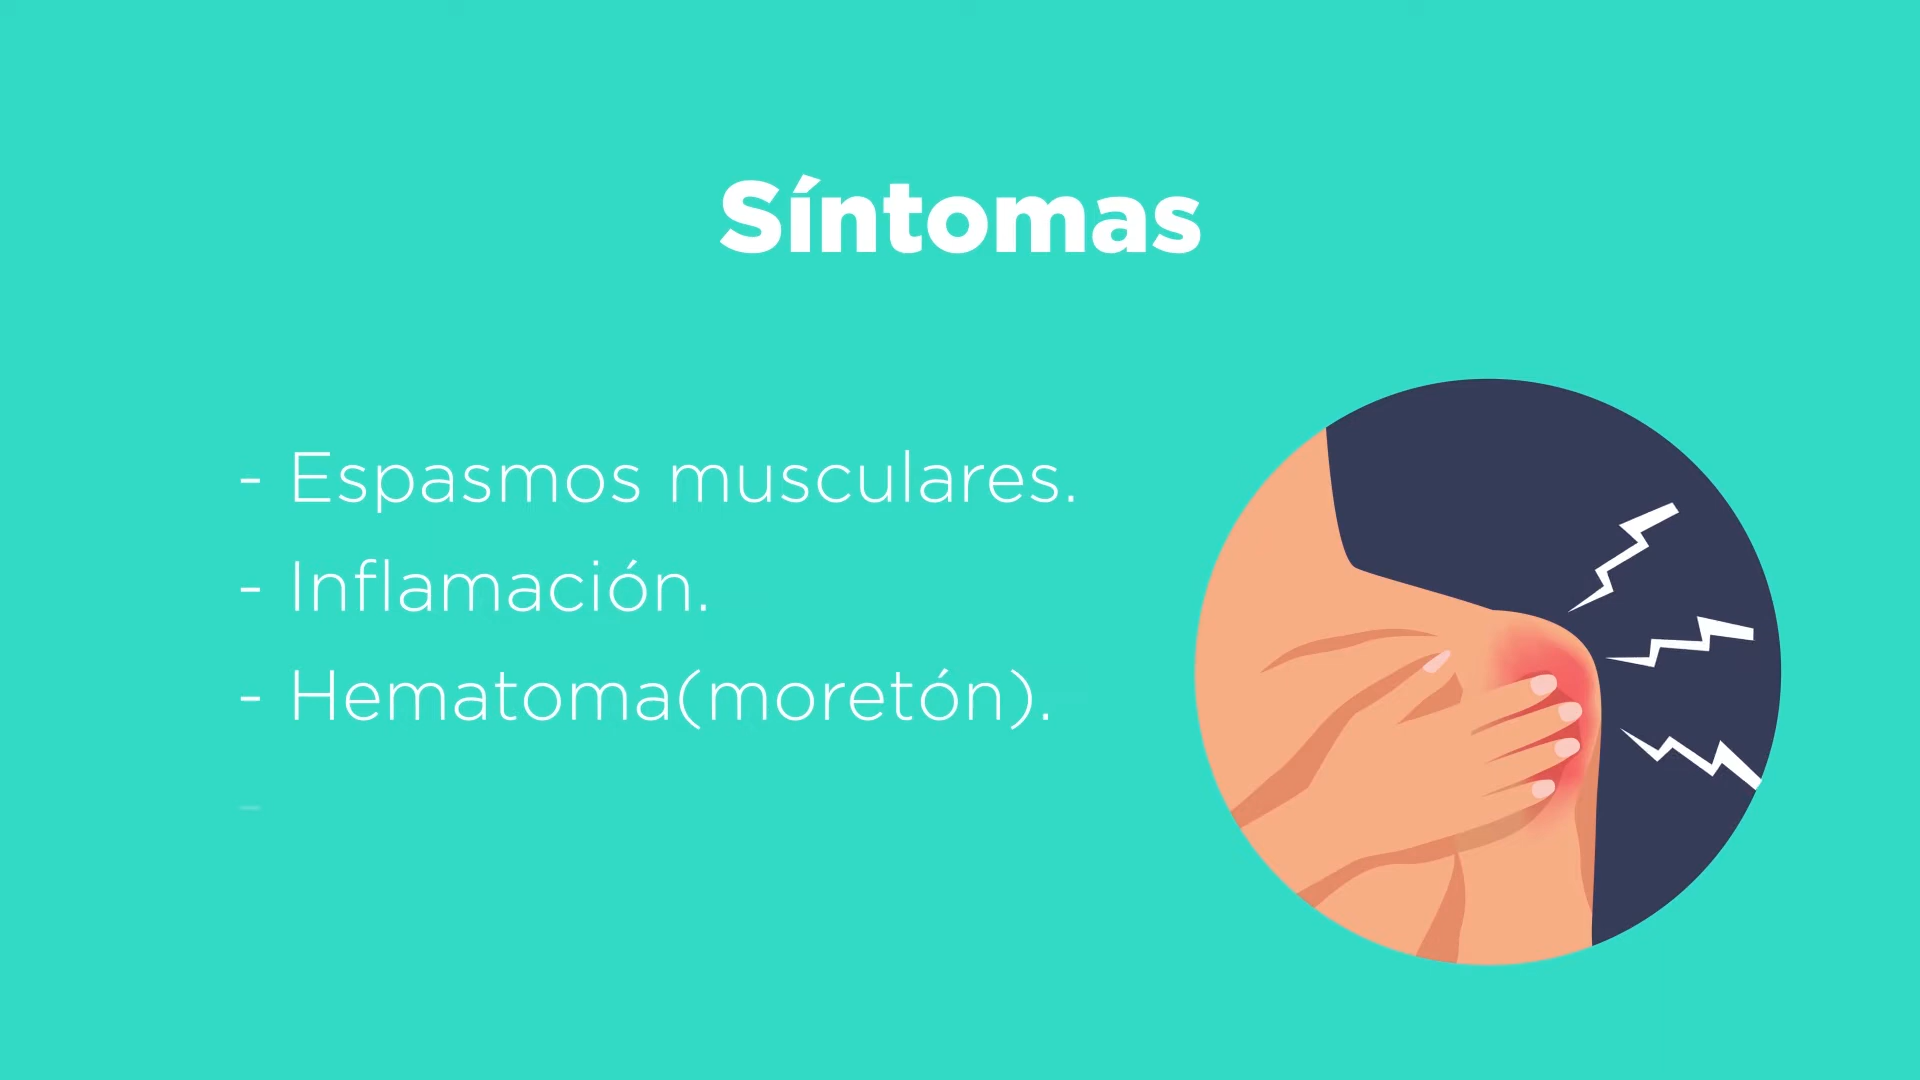 Síntomas
- Espasmos musculares.
- Inflamación.
- Hematoma(moretón).
-